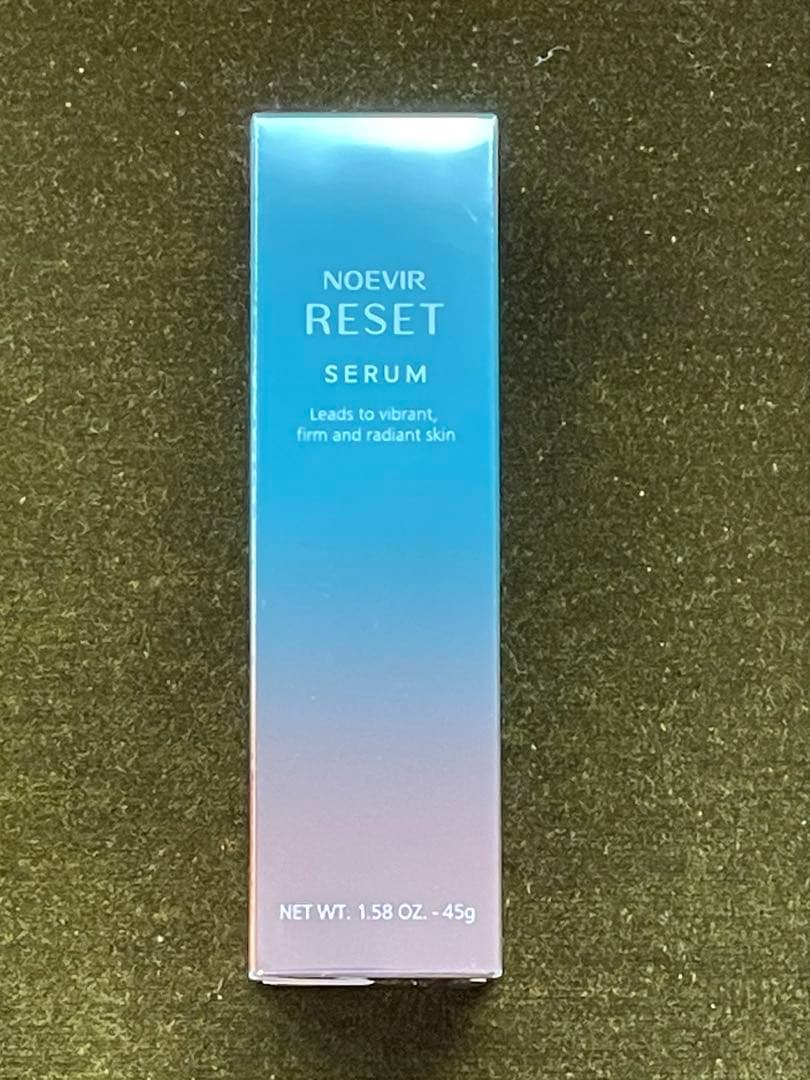 NOEVIR
RESET
SERUM
Leads to vibrant,
firm and radiant skin
NET WT. 1.58 OZ. - 45g